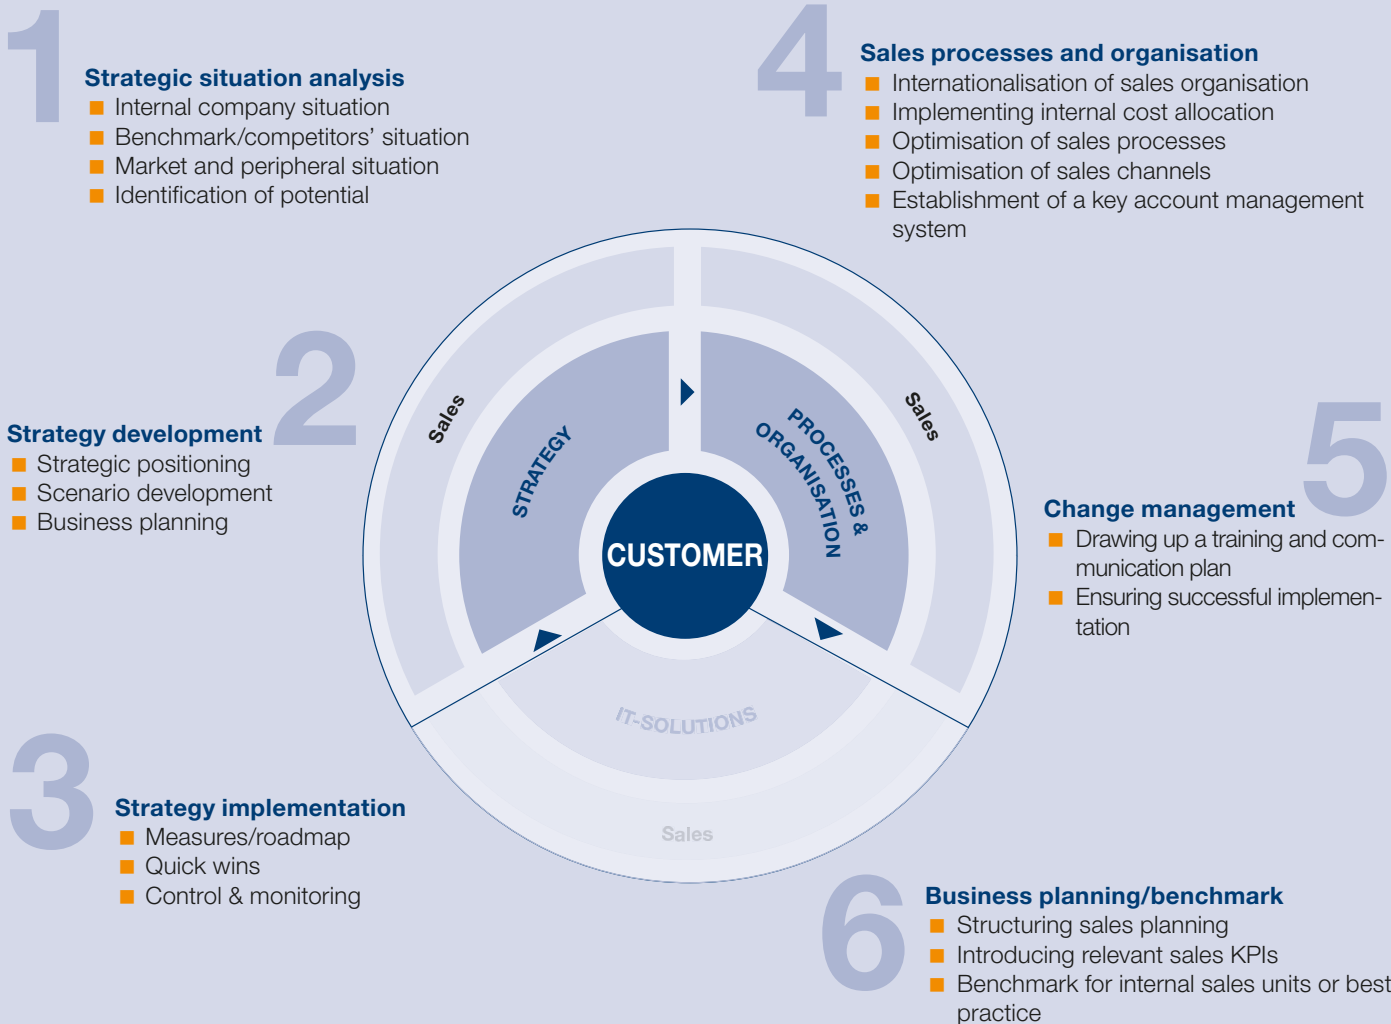 1
Strategic situation analysis
Internal company situation
Benchmark/competitors’ situation
Market and peripheral situation
Identification of potential
2
Strategy development
Strategic positioning
Scenario development
Business planning
3
Strategy implementation
Measures/roadmap
Quick wins
Control & monitoring
4
Sales processes and organisation
Internationalisation of sales organisation
Implementing internal cost allocation
Optimisation of sales processes
Optimisation of sales channels
Establishment of a key account management
system
5
Change management
Drawing up a training and com-
munication plan
Ensuring successful implemen-
tation
6
Business planning/benchmark
Structuring sales planning
Introducing relevant sales KPIs
Benchmark for internal sales units or best
practice
Sales
STRATEGY
Sales
PROCESSES &
ORGANISATION
CUSTOMER
IT-SOLUTIONS
Sales